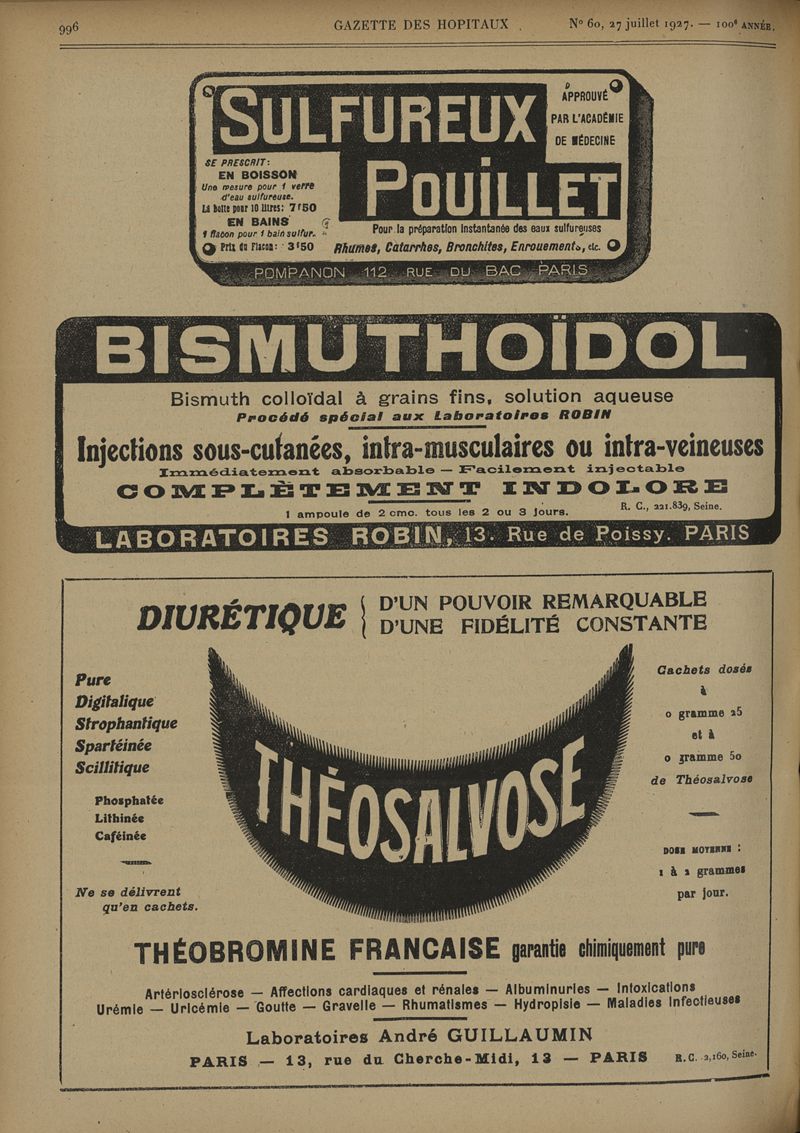 996
GAZETTE DES HOPITAUX
N° 60, 27 juillet 1927. — 100e ANNÉE.
SULFUREUX
POUILLET
APPROUVÉ
PAR L'ACADÉMIE
DE MÉDECINE
SE PRESCRIT:
EN BOISSON
Une mesure pour 1 verre
d'eau sulfureuse.
La boîte pour 10 litres: 7f50
EN BAINS
1 flacon pour 1 bain sulfur.
Prix du Flacon: 3f50
Pour la préparation instantanée des eaux sulfureuses
Rhumes, Catarrhes, Bronchites, Enrouements, etc.
POMPANON 112 RUE DU BAC PARIS
BISMUTHOÏDOL
Bismuth colloïdal à grains fins, solution aqueuse
Procédé spécial aux Laboratoires ROBIN
Injections sous-cutanées, intra-musculaires ou intra-veineuses
Immédiatement absorbable — Facilement injectable
COMPLÈTEMENT INDOLORE
1 ampoule de 2 cmc. tous les 2 ou 3 jours.
R. C., 221.839, Seine.
LABORATOIRES ROBIN, 13. Rue de Poissy. PARIS
DIURÉTIQUE
D'UN POUVOIR REMARQUABLE
D'UNE FIDÉLITÉ CONSTANTE
Pure
Digitalique
Strophantique
Spartéinée
Scillitique
Phosphatée
Lithinée
Caféinée
Ne se délivrent
qu'en cachets.
THÉOSALVOSE
Cachets dosés
à
0 gramme 25
et à
0 gramme 50
de Théosalvose
DOSE MOYENNE :
1 à 2 grammes
par jour.
THÉOBROMINE FRANCAISE garantie chimiquement pure
Artériosclérose — Affections cardiaques et rénales — Albuminuries — Intoxications
Urémie — Uricémie — Goutte — Gravelle — Rhumatismes — Hydropisie — Maladies Infectieuses
Laboratoires André GUILLAUMIN
PARIS — 13, rue du Cherche-Midi, 13 — PARIS
R.C. 2,160, Seine.